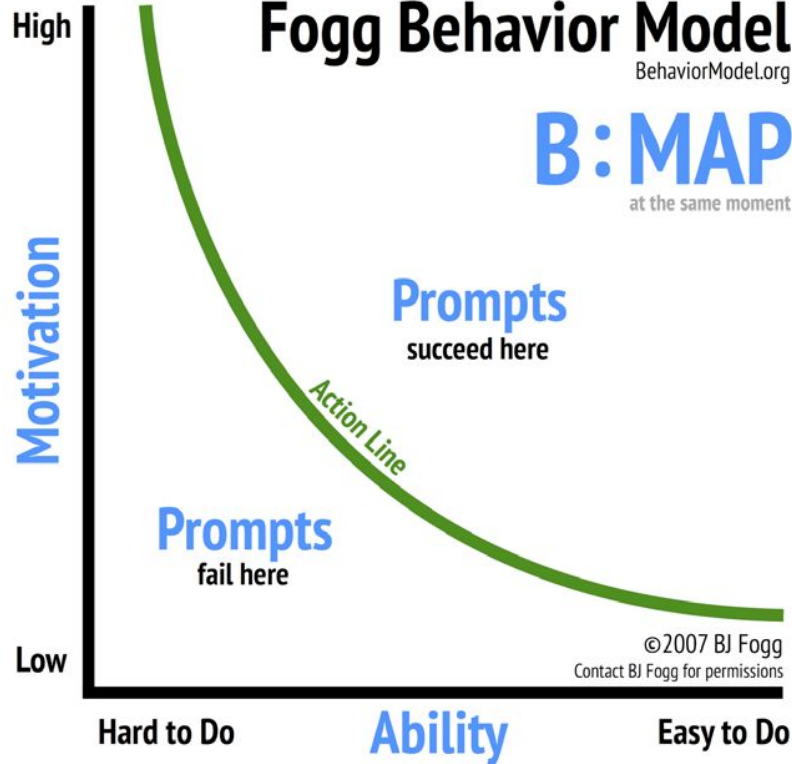 High
Fogg Behavior Model
BehaviorModel.org
B:MAP
at the same moment
Motivation
Prompts
succeed here
Action Line
Prompts
fail here
©2007 BJ Fogg
Contact BJ Fogg for permissions
Low
Hard to Do
Ability
Easy to Do